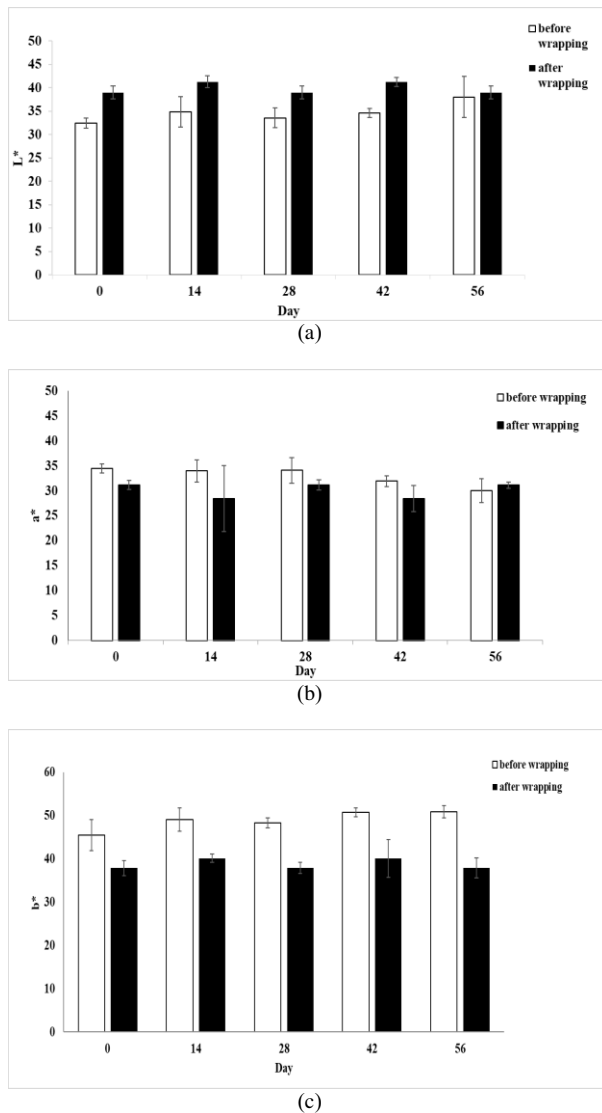 before
wrapping
after
wrapping
50
45
40
35
30
25
20
15
10
5
0
L*
0 14 28 42 56
Day
(a)
before wrapping
after wrapping
50
45
40
35
30
25
20
15
10
5
0
a*
0 14 28 42 56
Day
(b)
before wrapping
after wrapping
60
50
40
30
20
10
0
b*
0 14 28 42 56
Day
(c)